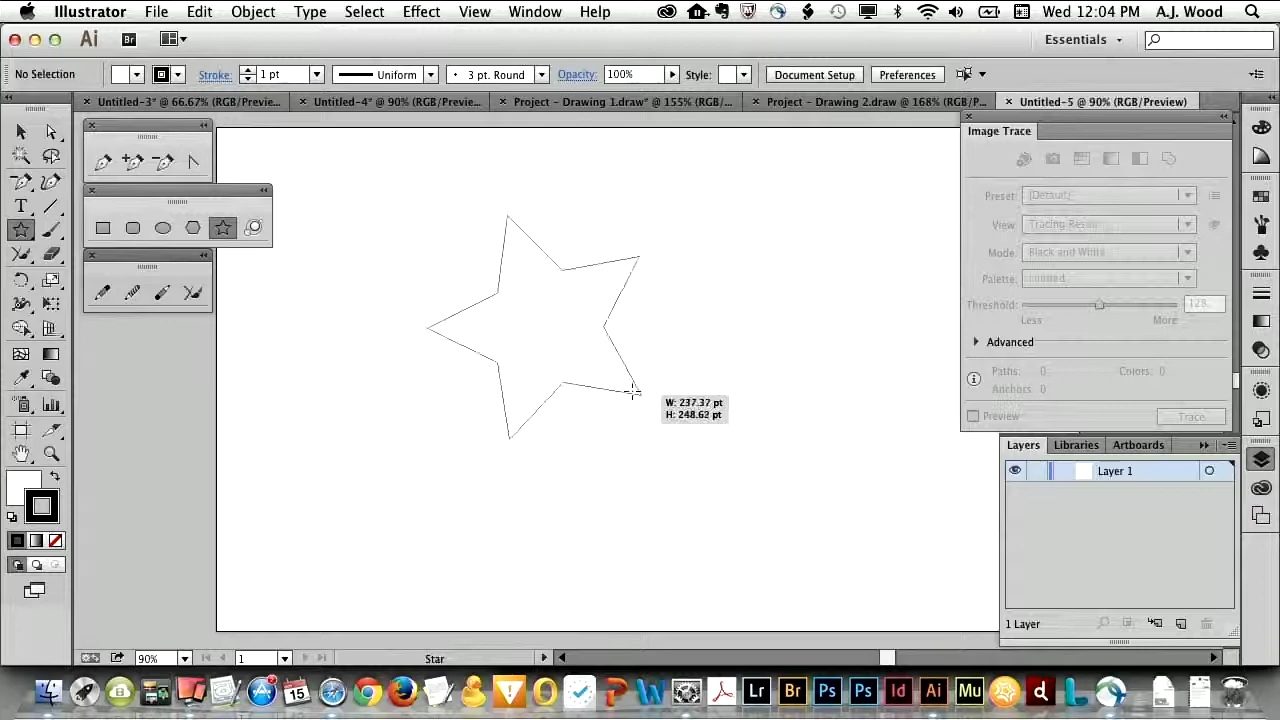 Illustrator File Edit Object Type Select Effect View Window Help Wed 12:04 PM A.J. Wood
Ai Br Essentials
No Selection Stroke: 1 pt Uniform 3 pt. Round Opacity: 100% Style: Document Setup Preferences
Untitled-3* @ 66.67% (RGB/Previe... Untitled-4* @ 90% (RGB/Previe... Project - Drawing 1.draw* @ 155% (RGB/... Project - Drawing 2.draw @ 168% (RGB/P... Untitled-5 @ 90% (RGB/Preview)
Image Trace
Preset: [Default]
View: Tracing Result
Mode: Black and White
Palette: Limited
Threshold: 128
Less More
Advanced
Paths: 0 Colors: 0
Anchors: 0
Preview Trace
W: 237.37 pt
H: 248.62 pt
Layers Libraries Artboards
Layer 1
1 Layer
90% 1 Star
15 Lr Br Ps Ps Id Ai Mu